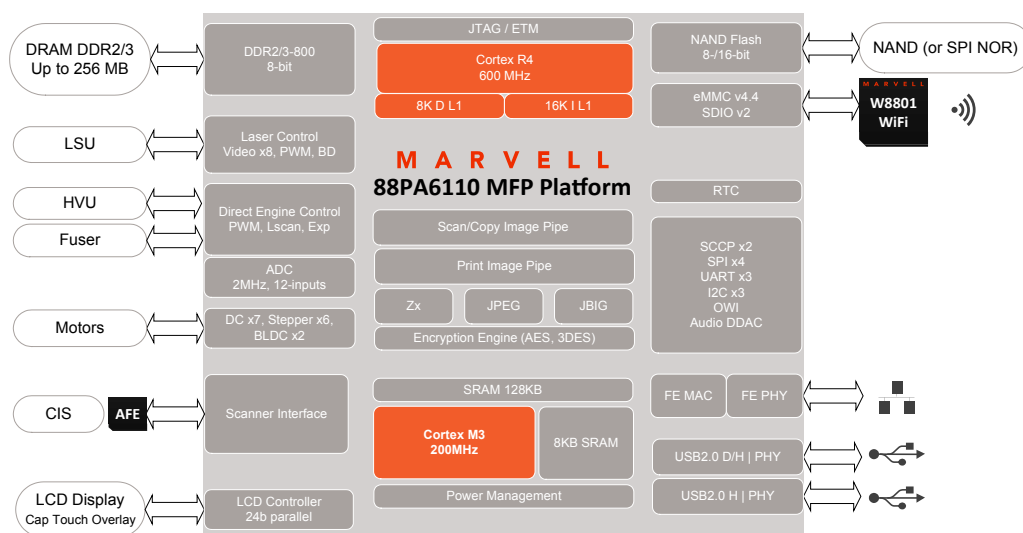 DRAM DDR2/3
Up to 256 MB
LSU
HVU
Fuser
Motors
CIS
AFE
LCD Display
Cap Touch Overlay
DDR2/3-800
8-bit
Laser Control
Video x8, PWM, BD
Direct Engine Control
PWM, Lscan, Exp
ADC
2MHz, 12-inputs
DC x7, Stepper x6,
BLDC x2
Scanner Interface
LCD Controller
24b parallel
JTAG / ETM
Cortex R4
600 MHz
8K D L1
16K I L1
MARVELL
88PA6110 MFP Platform
Scan/Copy Image Pipe
Print Image Pipe
Zx
JPEG
JBIG
Encryption Engine (AES, 3DES)
SRAM 128KB
Cortex M3
200MHz
8KB SRAM
Power Management
NAND Flash
8-/16-bit
eMMC v4.4
SDIO v2
RTC
SCCP x2
SPI x4
UART x3
I2C x3
OWI
Audio DDAC
FE MAC
FE PHY
USB2.0 D/H | PHY
USB2.0 H | PHY
NAND (or SPI NOR)
MARVELL
W8801
WiFi